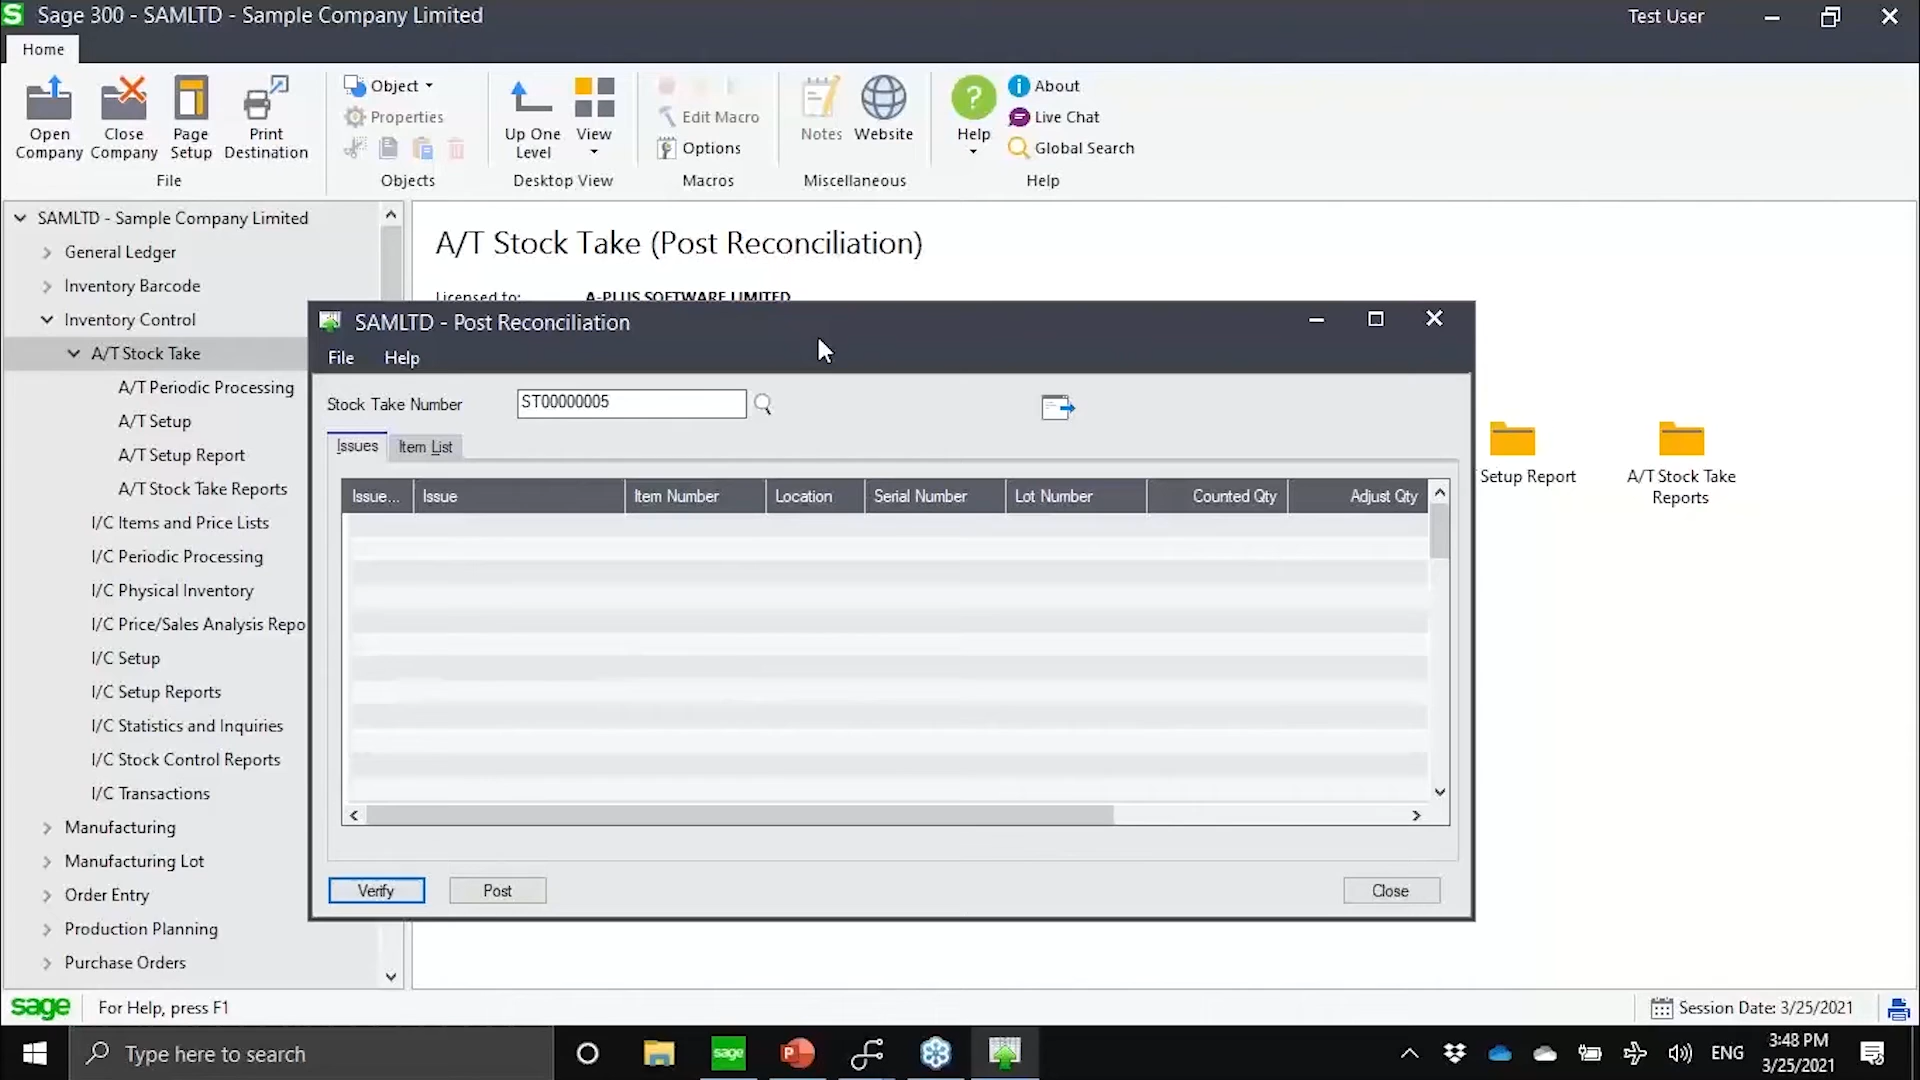 Sage 300 - SAMLTD - Sample Company Limited
Test User
Home
Open Company
Close Company
Page Setup
Print Destination
File
Object
Properties
Objects
Up One Level
View
Desktop View
Edit Macro
Options
Macros
Notes
Website
Miscellaneous
Help
About
Live Chat
Global Search
Help
SAMLTD - Sample Company Limited
General Ledger
Inventory Barcode
Inventory Control
A/T Stock Take
A/T Periodic Processing
A/T Setup
A/T Setup Report
A/T Stock Take Reports
I/C Items and Price Lists
I/C Periodic Processing
I/C Physical Inventory
I/C Price/Sales Analysis Repo
I/C Setup
I/C Setup Reports
I/C Statistics and Inquiries
I/C Stock Control Reports
I/C Transactions
Manufacturing
Manufacturing Lot
Order Entry
Production Planning
Purchase Orders
A/T Stock Take (Post Reconciliation)
Licensed to: A-PLUS SOFTWARE LIMITED
SAMLTD - Post Reconciliation
File Help
Stock Take Number ST00000005
Issues Item List
Issue... Issue Item Number Location Serial Number Lot Number Counted Qty Adjust Qty
Verify Post Close
Setup Report
A/T Stock Take
Reports
sage For Help, press F1
Session Date: 3/25/2021
Type here to search
sage
ENG
3:48 PM
3/25/2021